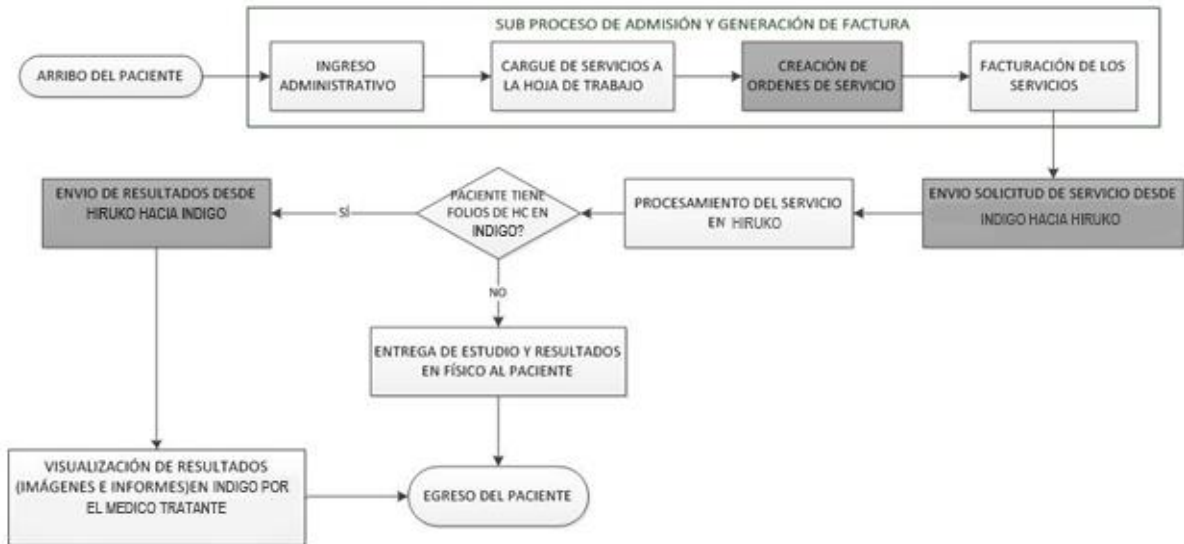 SUB PROCESO DE ADMISIÓN Y GENERACIÓN DE FACTURA
ARRIBO DEL PACIENTE
INGRESO
ADMINISTRATIVO
CARGUE DE SERVICIOS A
LA HOJA DE TRABAJO
CREACIÓN DE
ORDENES DE SERVICIO
FACTURACIÓN DE LOS
SERVICIOS
ENVIO SOLICITUD DE SERVICIO DESDE
INDIGO HACIA HIRUKO
PROCESAMIENTO DEL SERVICIO
EN HIRUKO
PACIENTE TIENE
FOLIOS DE HC EN
INDIGO?
SÍ
ENVIO DE RESULTADOS DESDE
HIRUKO HACIA INDIGO
NO
ENTREGA DE ESTUDIO Y RESULTADOS
EN FÍSICO AL PACIENTE
VISUALIZACIÓN DE RESULTADOS
(IMÁGENES E INFORMES)EN INDIGO POR
EL MEDICO TRATANTE
EGRESO DEL PACIENTE